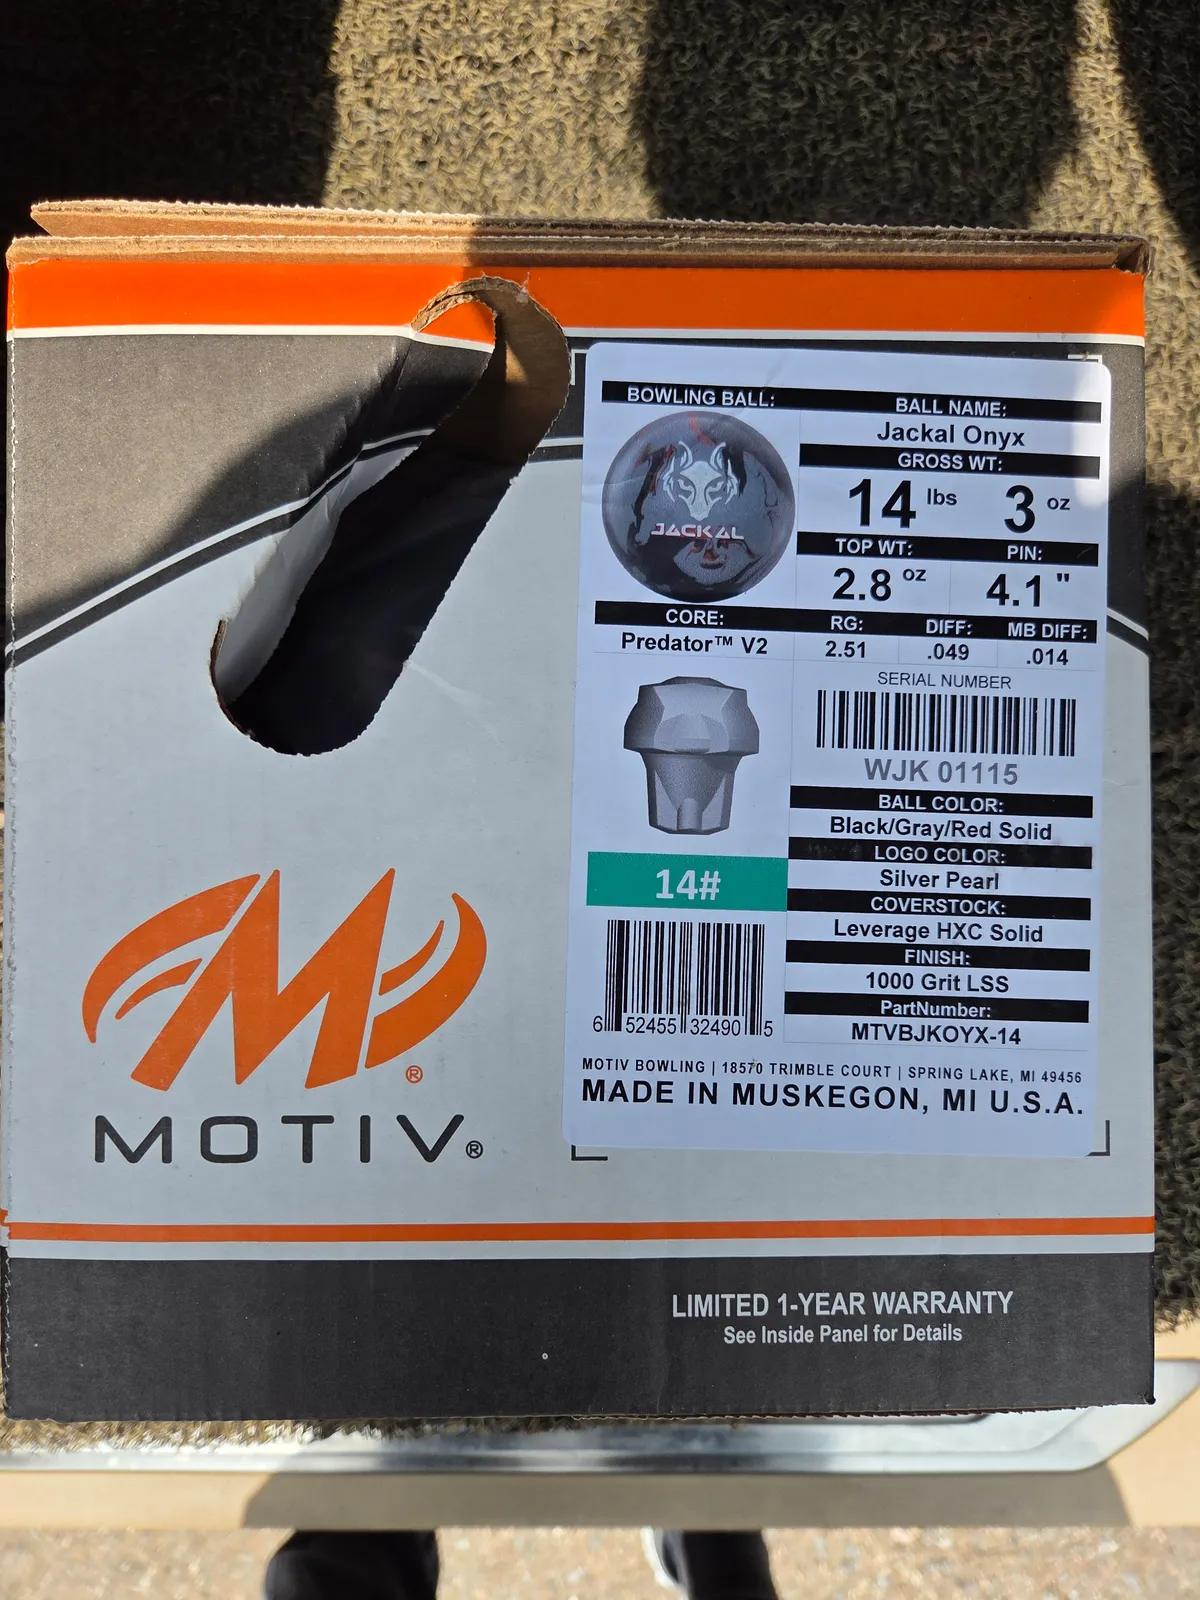 BOWLING BALL:
JACKAL
BALL NAME:
Jackal Onyx
GROSS WT:
14 lbs 3 oz
TOP WT: PIN:
2.8 oz 4.1 "
CORE: RG: DIFF: MB DIFF:
Predator™ V2 2.51 .049 .014
SERIAL NUMBER
WJK 01115
BALL COLOR:
Black/Gray/Red Solid
LOGO COLOR:
Silver Pearl
COVERSTOCK:
Leverage HXC Solid
FINISH:
1000 Grit LSS
PartNumber:
MTVBJKOYX-14
14#
6 52455 32490 5
MOTIV BOWLING | 18570 TRIMBLE COURT | SPRING LAKE, MI 49456
MADE IN MUSKEGON, MI U.S.A.
M®
MOTIV®
LIMITED 1-YEAR WARRANTY
See Inside Panel for Details